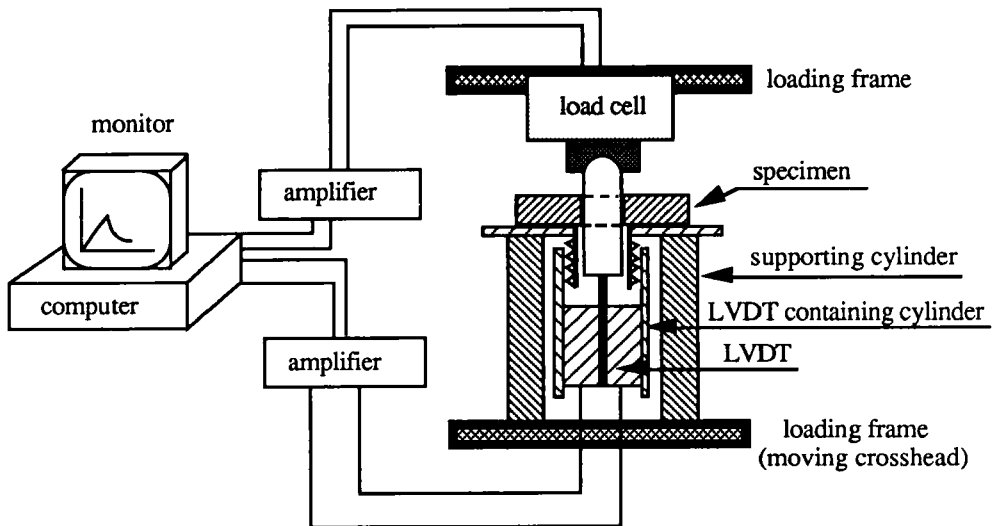 loading frame
load cell
monitor
amplifier
specimen
supporting cylinder
computer
LVDT containing cylinder
amplifier
LVDT
loading frame
(moving crosshead)